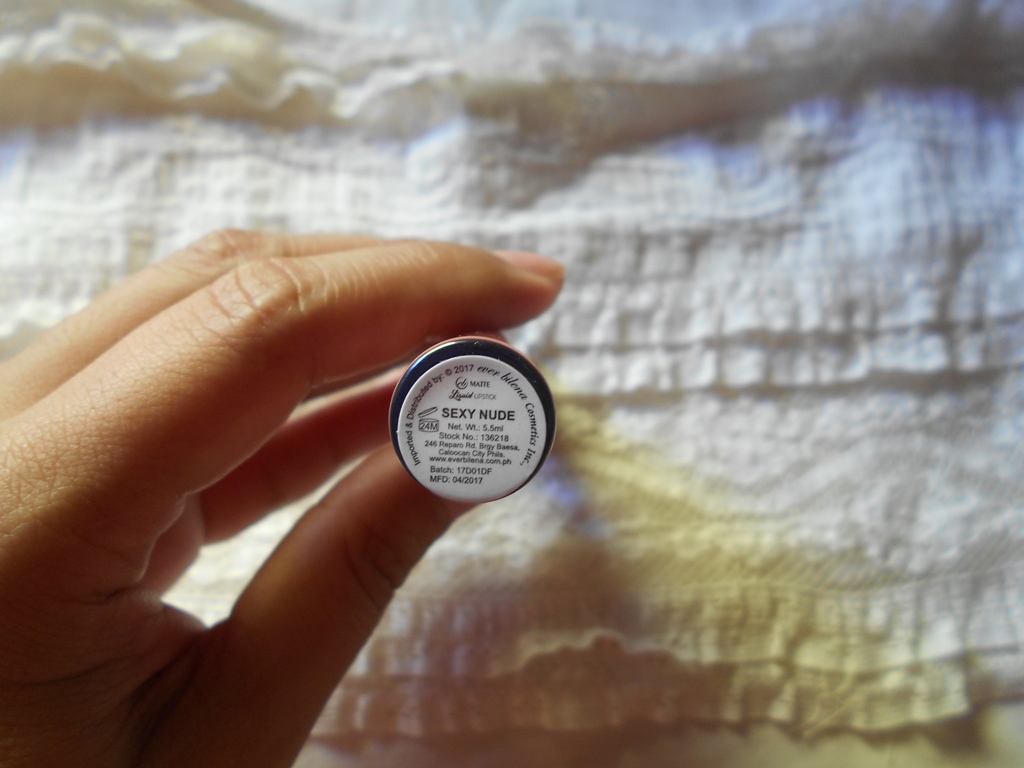 Imported & Distributed by: © 2017 ever bilena Cosmetics Inc.,
MATTE
Liquid LIPSTICK
SEXY NUDE
24M
Net. Wt.: 5.5ml
Stock No.: 136218
246 Reparo Rd. Brgy Baesa,
Caloocan City Phils.
www.everbilena.com.ph
Batch: 17D01DF
MFD: 04/2017